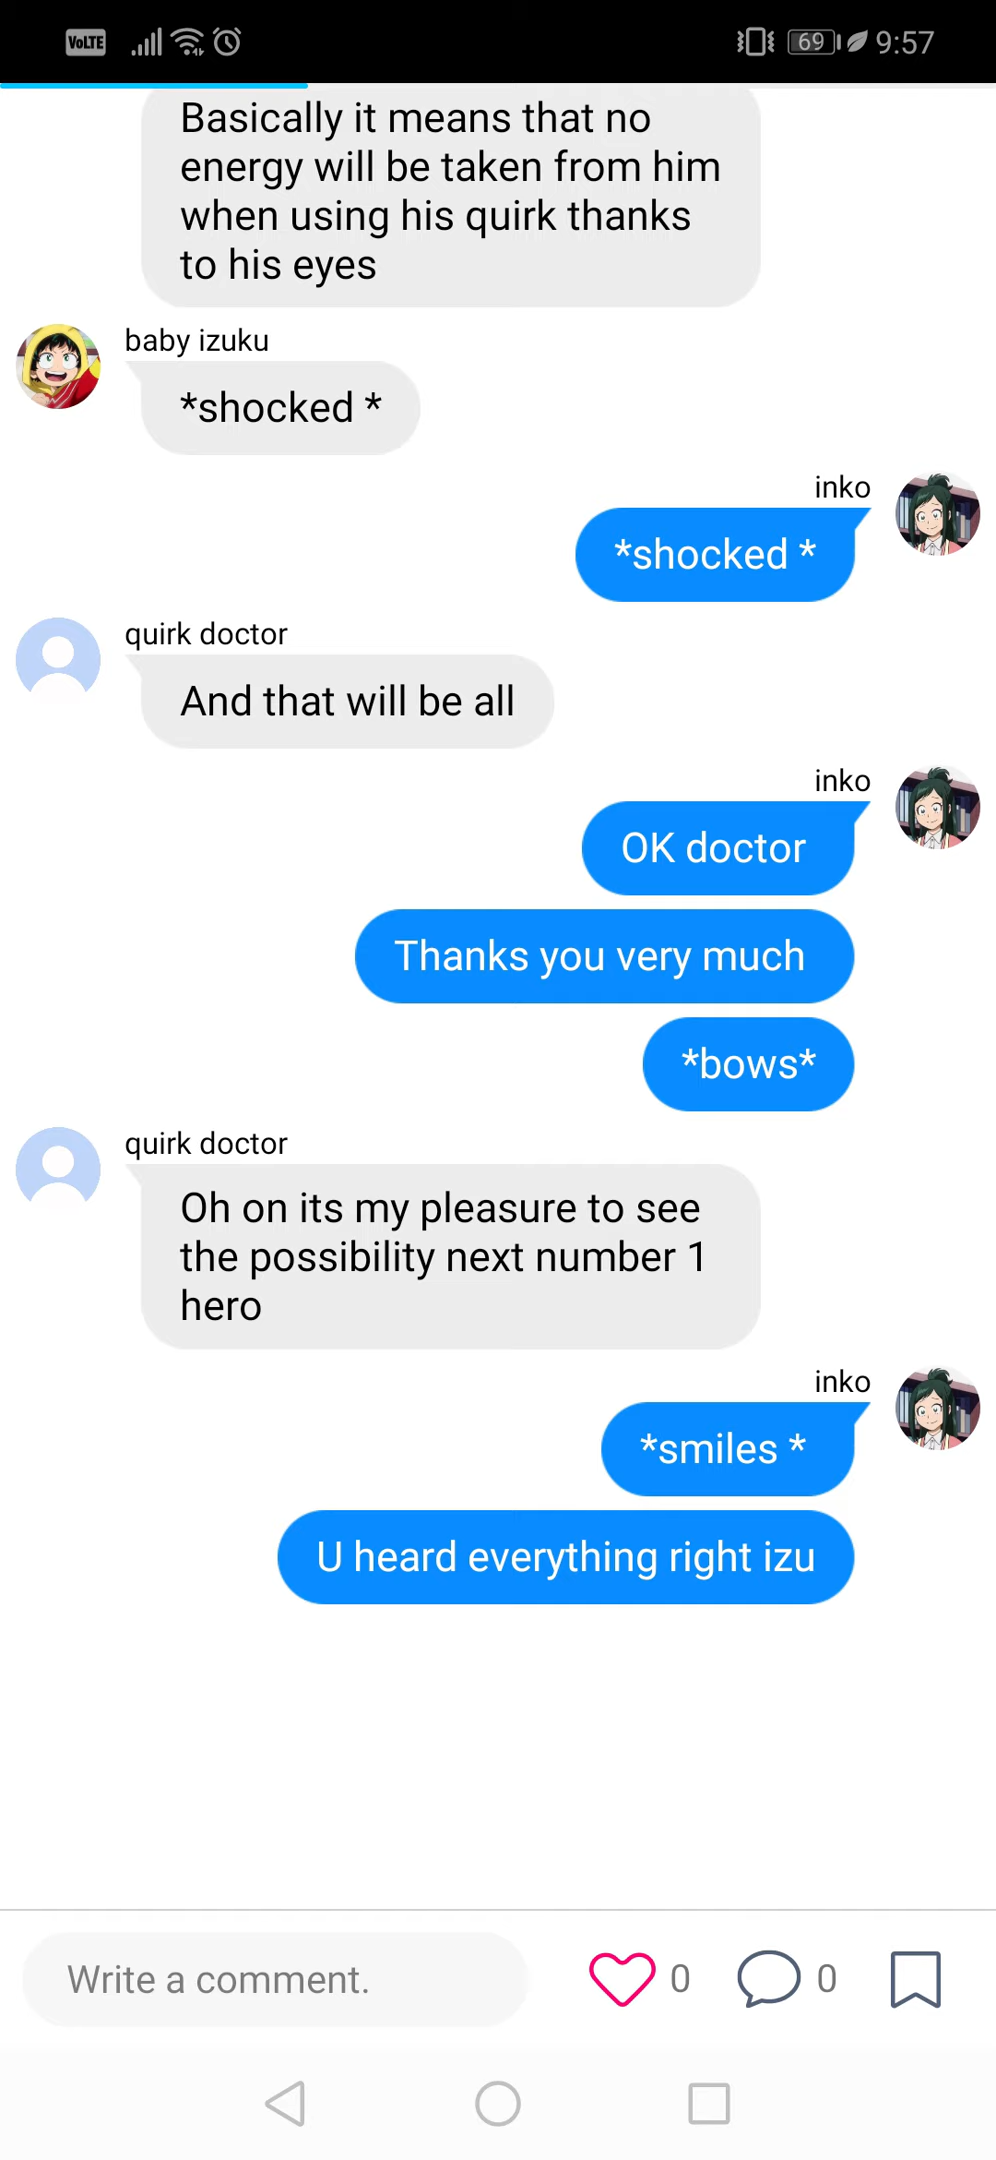 VoLTE 69 9:57
Basically it means that no
energy will be taken from him
when using his quirk thanks
to his eyes
baby izuku
*shocked *
inko
*shocked *
quirk doctor
And that will be all
inko
OK doctor
Thanks you very much
*bows*
quirk doctor
Oh on its my pleasure to see
the possibility next number 1
hero
inko
*smiles *
U heard everything right izu
Write a comment. 0 0